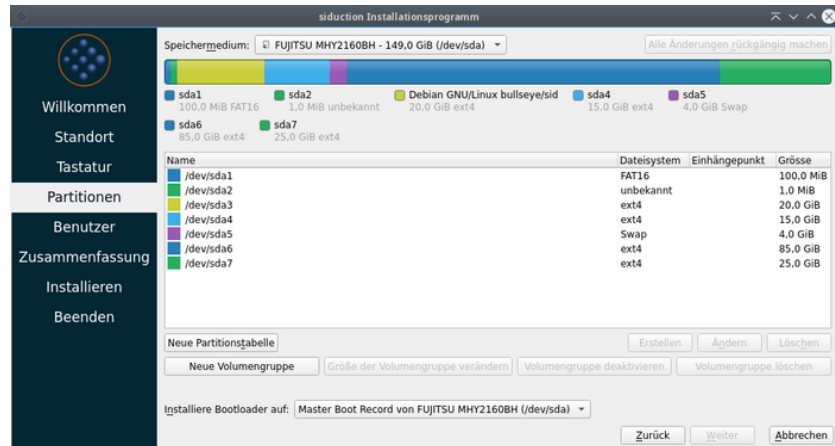 siduction Installationsprogramm
Speichermedium: FUJITSU MHY2160BH - 149,0 GiB (/dev/sda) Alle Änderungen rückgängig machen
sda1 sda2 Debian GNU/Linux bullseye/sid sda4 sda5
100,0 MiB FAT16 1,0 MiB unbekannt 20,0 GiB ext4 15,0 GiB ext4 4,0 GiB Swap
sda6 sda7
85,0 GiB ext4 25,0 GiB ext4
Willkommen
Standort
Tastatur
Partitionen
Benutzer
Zusammenfassung
Installieren
Beenden
Name Dateisystem Einhängepunkt Grösse
/dev/sda1 FAT16 100,0 MiB
/dev/sda2 unbekannt 1,0 MiB
/dev/sda3 ext4 20,0 GiB
/dev/sda4 ext4 15,0 GiB
/dev/sda5 Swap 4,0 GiB
/dev/sda6 ext4 85,0 GiB
/dev/sda7 ext4 25,0 GiB
Neue Partitionstabelle Erstellen Ändern Löschen
Neue Volumengruppe Größe der Volumengruppe verändern Volumengruppe deaktivieren Volumengruppe löschen
Installiere Bootloader auf: Master Boot Record von FUJITSU MHY2160BH (/dev/sda)
Zurück Weiter Abbrechen